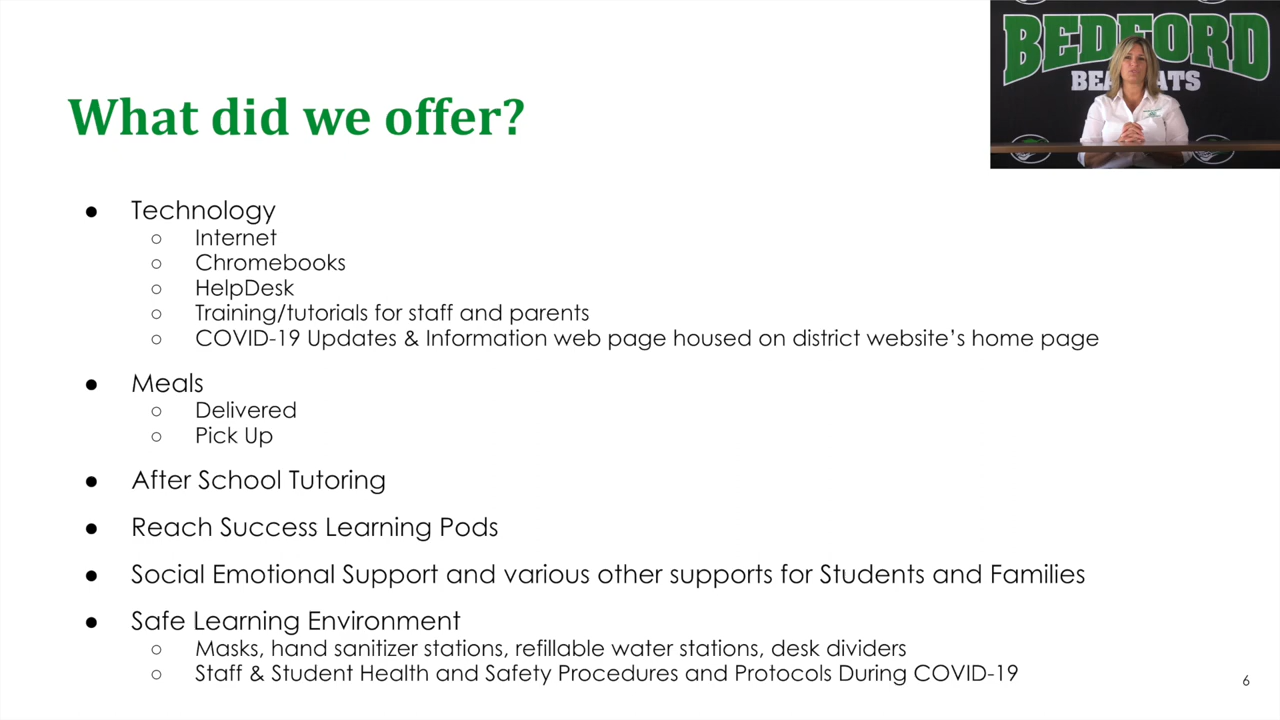 BEDFORD
BEARCATS
What did we offer?
● Technology
○ Internet
○ Chromebooks
○ HelpDesk
○ Training/tutorials for staff and parents
○ COVID-19 Updates & Information web page housed on district website's home page
● Meals
○ Delivered
○ Pick Up
● After School Tutoring
● Reach Success Learning Pods
● Social Emotional Support and various other supports for Students and Families
● Safe Learning Environment
○ Masks, hand sanitizer stations, refillable water stations, desk dividers
○ Staff & Student Health and Safety Procedures and Protocols During COVID-19
6